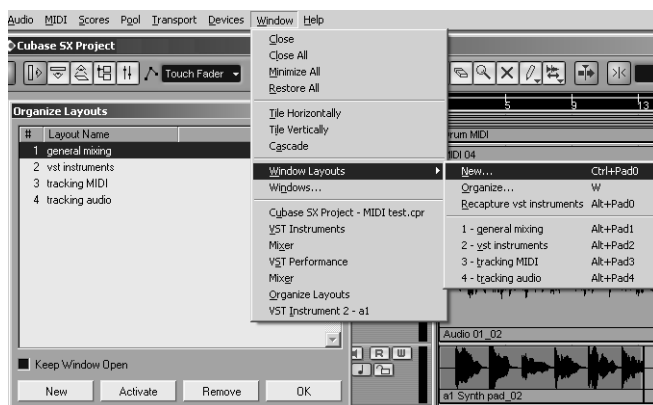 Audio MIDI Scores Pool Transport Devices Window Help
Cubase SX Project
Touch Fader
Organize Layouts
# Layout Name
1 general mixing
2 vst instruments
3 tracking MIDI
4 tracking audio
Keep Window Open
New Activate Remove OK
Close
Close All
Minimize All
Restore All
Tile Horizontally
Tile Vertically
Cascade
Window Layouts
Windows...
Cubase SX Project - MIDI test.cpr
VST Instruments
Mixer
VST Performance
Mixer
Organize Layouts
VST Instrument 2 - a1
New... Ctrl+Pad0
Organize... W
Recapture vst instruments Alt+Pad0
1 - general mixing Alt+Pad1
2 - vst instruments Alt+Pad2
3 - tracking MIDI Alt+Pad3
4 - tracking audio Alt+Pad4
5 9 13
rum MIDI
MIDI 04
Audio 01_02
R W
a1 Synth pad_02